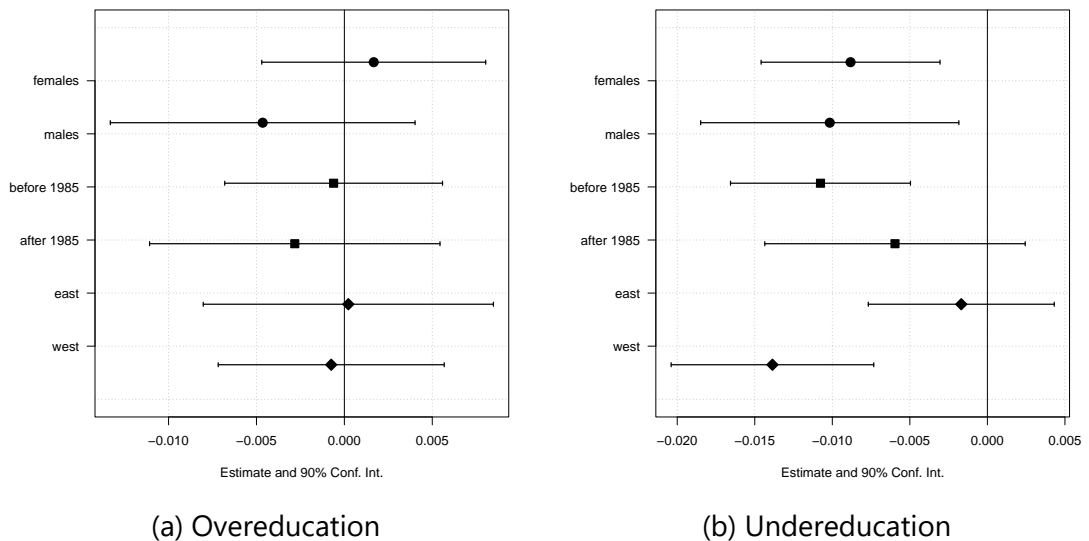 females
males
before 1985
after 1985
east
west
−0.010 −0.005 0.000 0.005
Estimate and 90% Conf. Int.
(a) Overeducation
females
males
before 1985
after 1985
east
west
−0.020 −0.015 −0.010 −0.005 0.000 0.005
Estimate and 90% Conf. Int.
(b) Undereducation